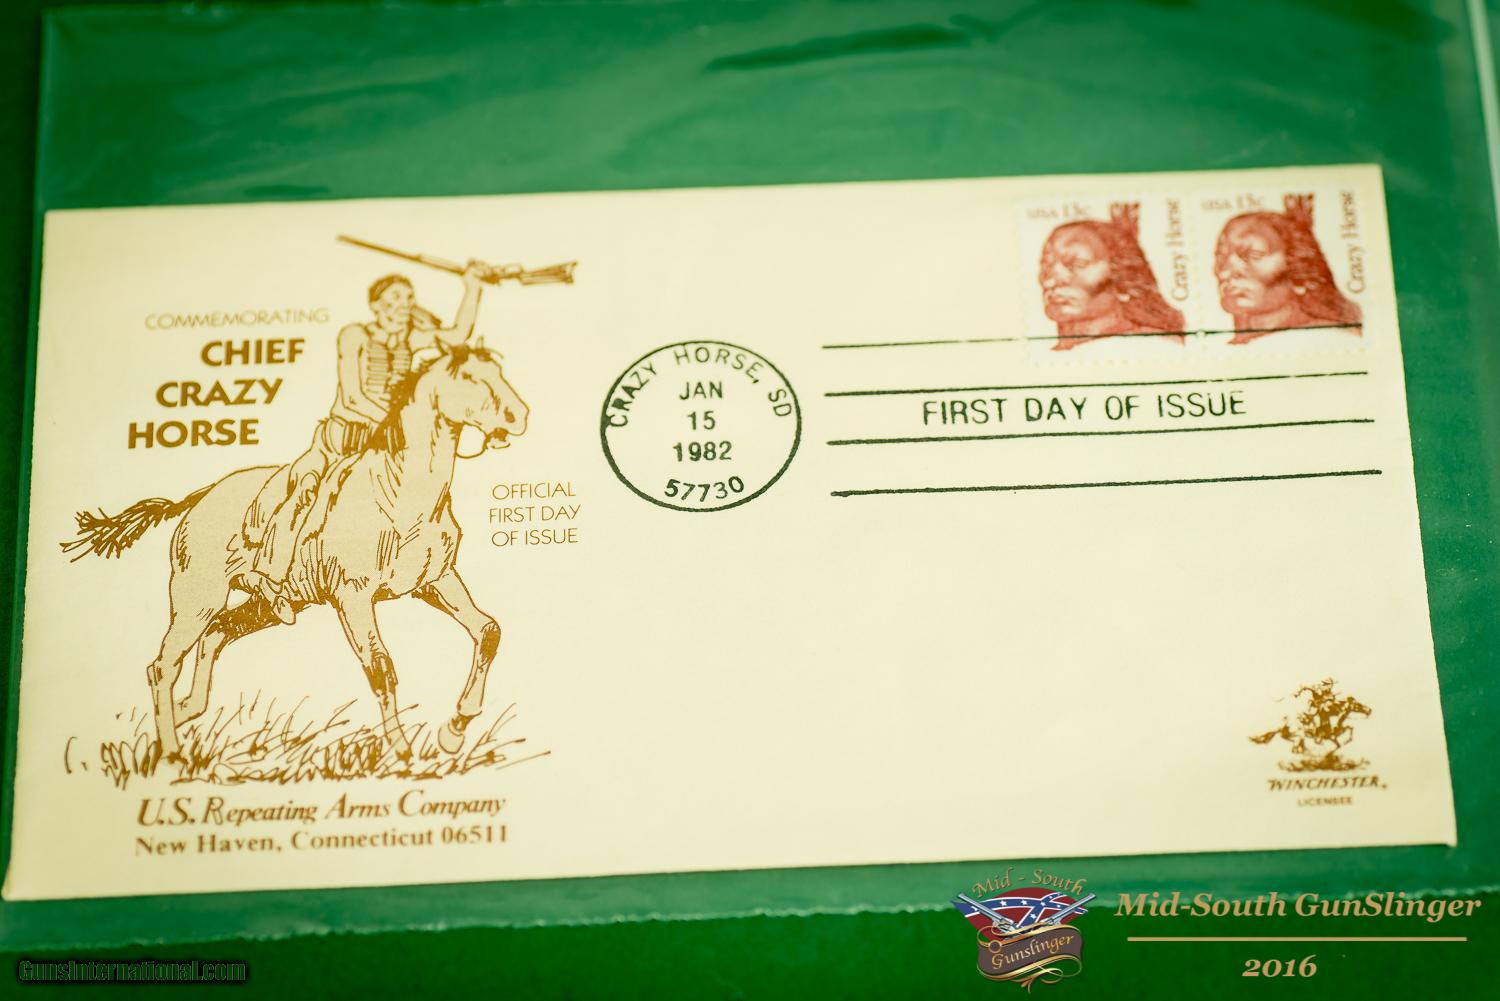 COMMEMORATING
CHIEF
CRAZY
HORSE
OFFICIAL
FIRST DAY
OF ISSUE
U.S. Repeating Arms Company
New Haven, Connecticut 06511
CRAZY HORSE, SD
JAN
15
1982
57730
USA 13c
Crazy Horse
USA 13c
Crazy Horse
FIRST DAY OF ISSUE
WINCHESTER®
LICENSEE
GunsInternational.com
Mid - South
Gunslinger
Mid-South GunSlinger
2016